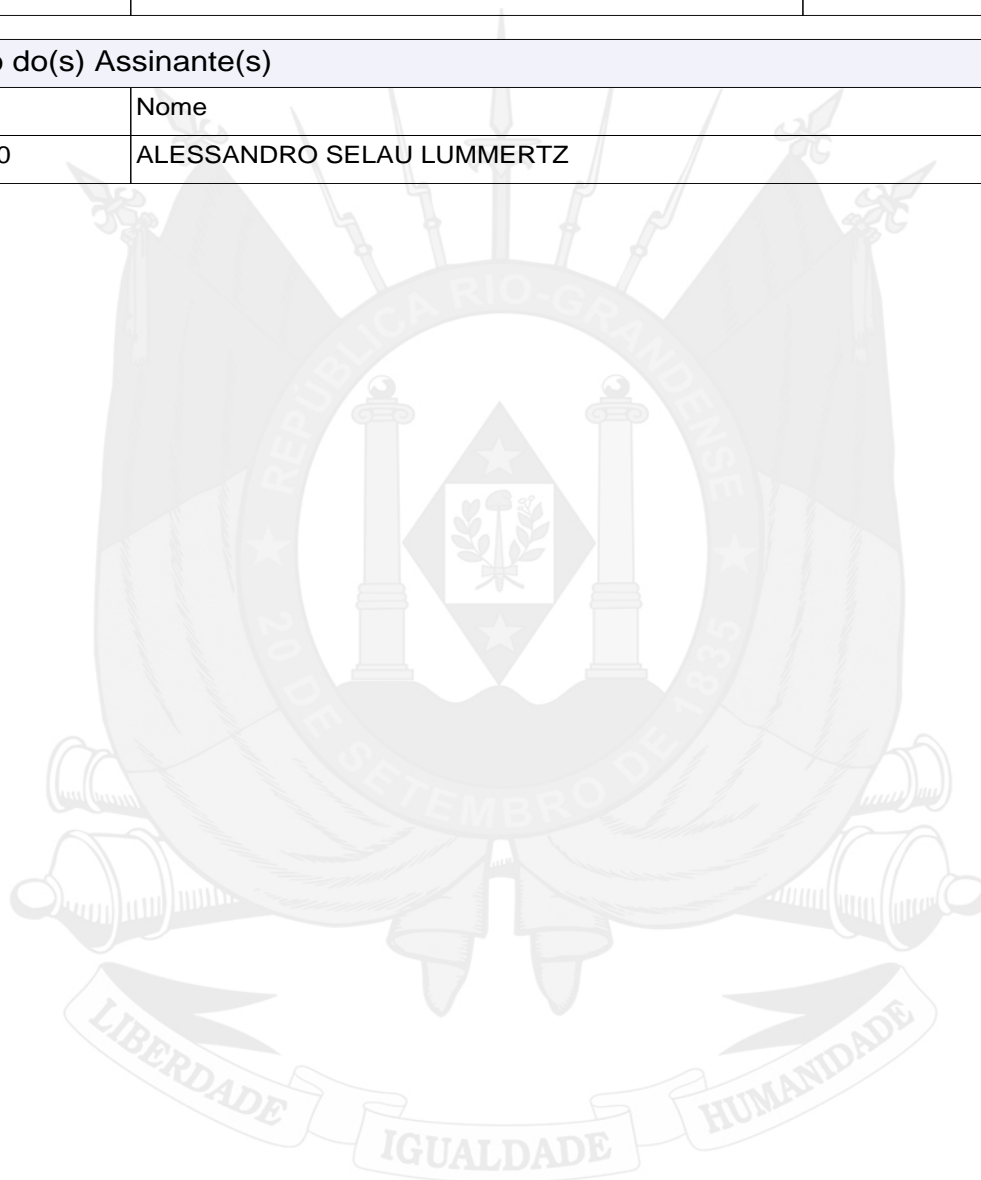 o do(s) Assinante(s)
Nome
0 ALESSANDRO SELAU LUMMERTZ
REPÚBLICA RIO-GRANDENSE
★ 20 DE SETEMBRO DE 1835 ★
LIBERDADE IGUALDADE HUMANIDADE